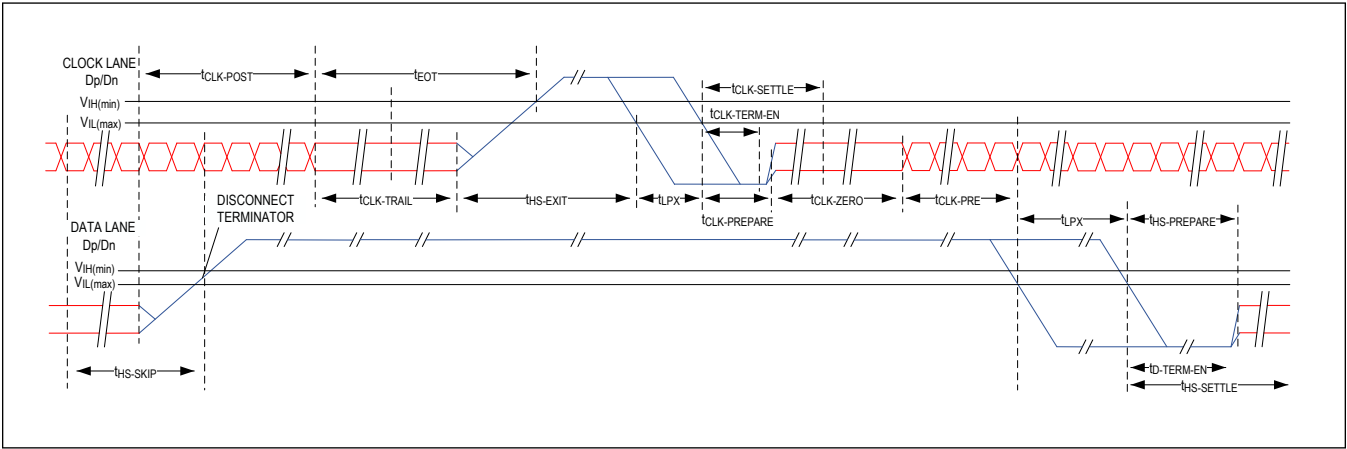 CLOCK LANE
Dp/Dn
tCLK-POST
tEOT
tCLK-SETTLE
VIH(min)
tCLK-TERM-EN
VIL(max)
tCLK-TRAIL
tHS-EXIT
tLPX
tCLK-PREPARE
tCLK-ZERO
tCLK-PRE
DISCONNECT
TERMINATOR
tLPX
tHS-PREPARE
DATA LANE
Dp/Dn
VIH(min)
VIL(max)
tHS-SKIP
tD-TERM-EN
tHS-SETTLE